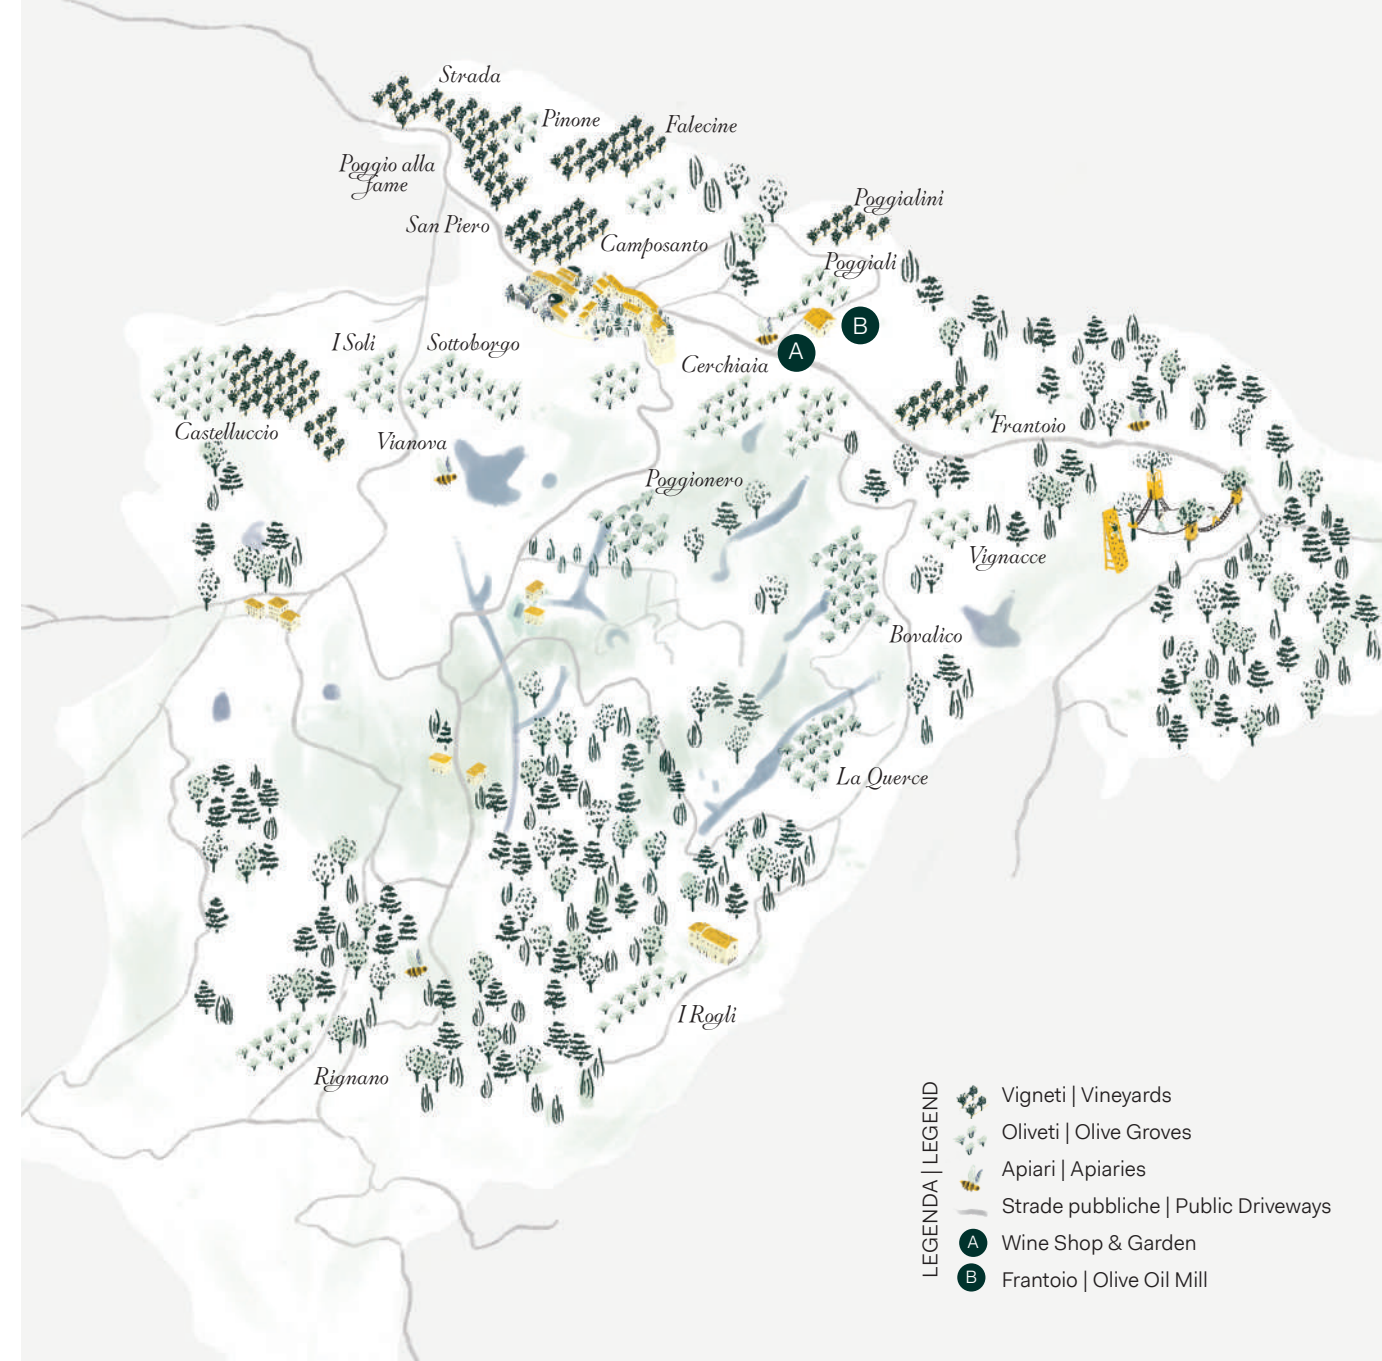 Strada
Pinone
Falecine
Poggio alla
fame
San Piero
Camposanto
Poggialini
Poggiali
B
A
I Soli
Sottoborgo
Cerchiaia
Castelluccio
Vianova
Frantoio
Poggionero
Vignacce
Bovalico
La Querce
I Rogli
Rignano
LEGENDA | LEGEND
Vigneti | Vineyards
Oliveti | Olive Groves
Apiari | Apiaries
Strade pubbliche | Public Driveways
A Wine Shop & Garden
B Frantoio | Olive Oil Mill